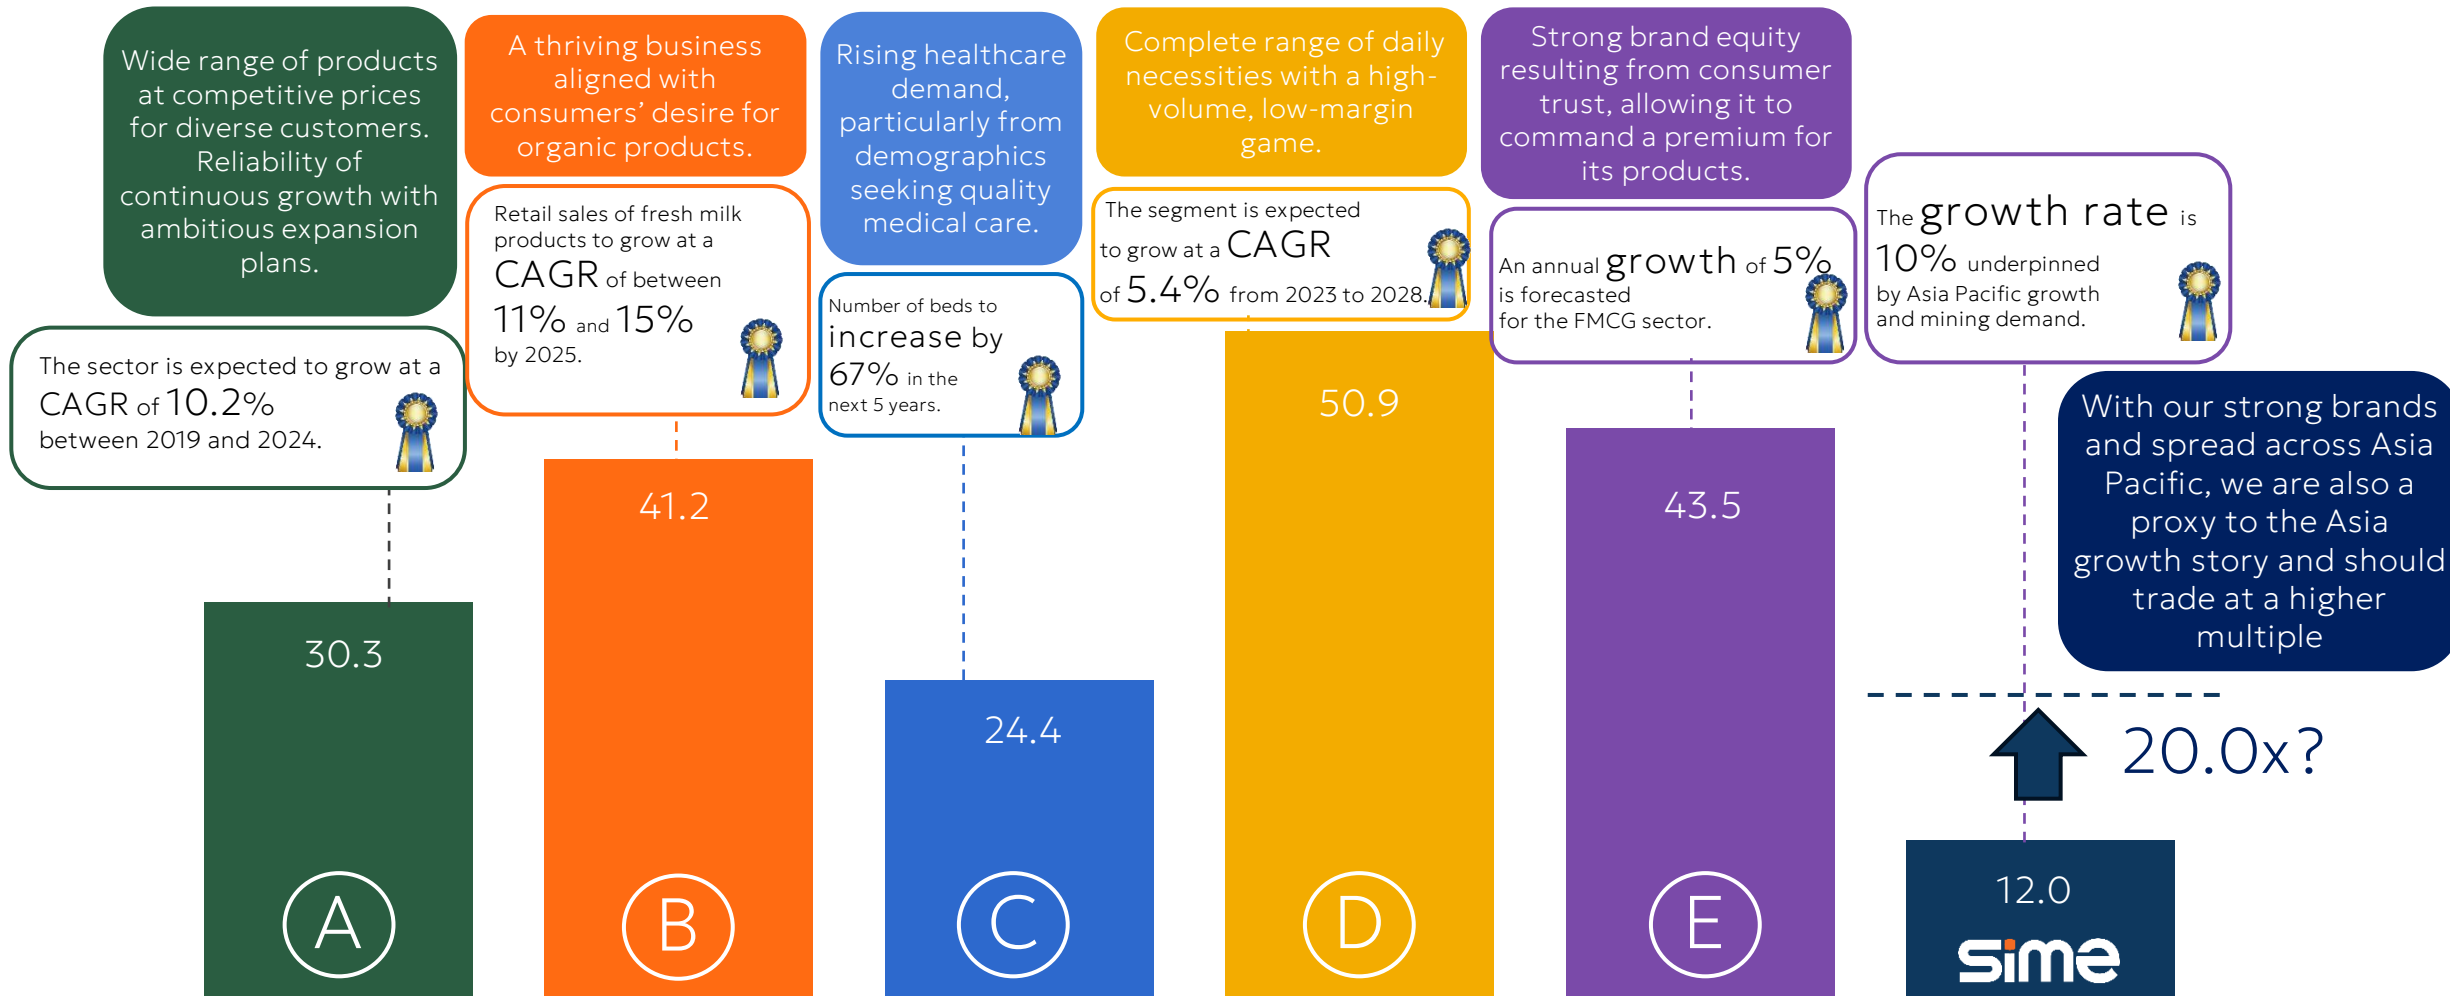 Wide range of products
at competitive prices
for diverse customers.
Reliability of
continuous growth with
ambitious expansion
plans.
The sector is expected to grow at a
CAGR of 10.2%
between 2019 and 2024.
30.3
A
A thriving business
aligned with
consumers’ desire for
organic products.
Retail sales of fresh milk
products to grow at a
CAGR of between
11% and 15%
by 2025.
41.2
B
Rising healthcare
demand,
particularly from
demographics
seeking quality
medical care.
Number of beds to
increase by
67% in the
next 5 years.
24.4
C
Complete range of daily
necessities with a high-
volume, low-margin
game.
The segment is expected
to grow at a CAGR
of 5.4% from 2023 to 2028.
50.9
D
Strong brand equity
resulting from consumer
trust, allowing it to
command a premium for
its products.
An annual growth of 5%
is forecasted
for the FMCG sector.
43.5
E
The growth rate is
10% underpinned
by Asia Pacific growth
and mining demand.
With our strong brands
and spread across Asia
Pacific, we are also a
proxy to the Asia
growth story and should
trade at a higher
multiple
20.0x?
12.0
sime